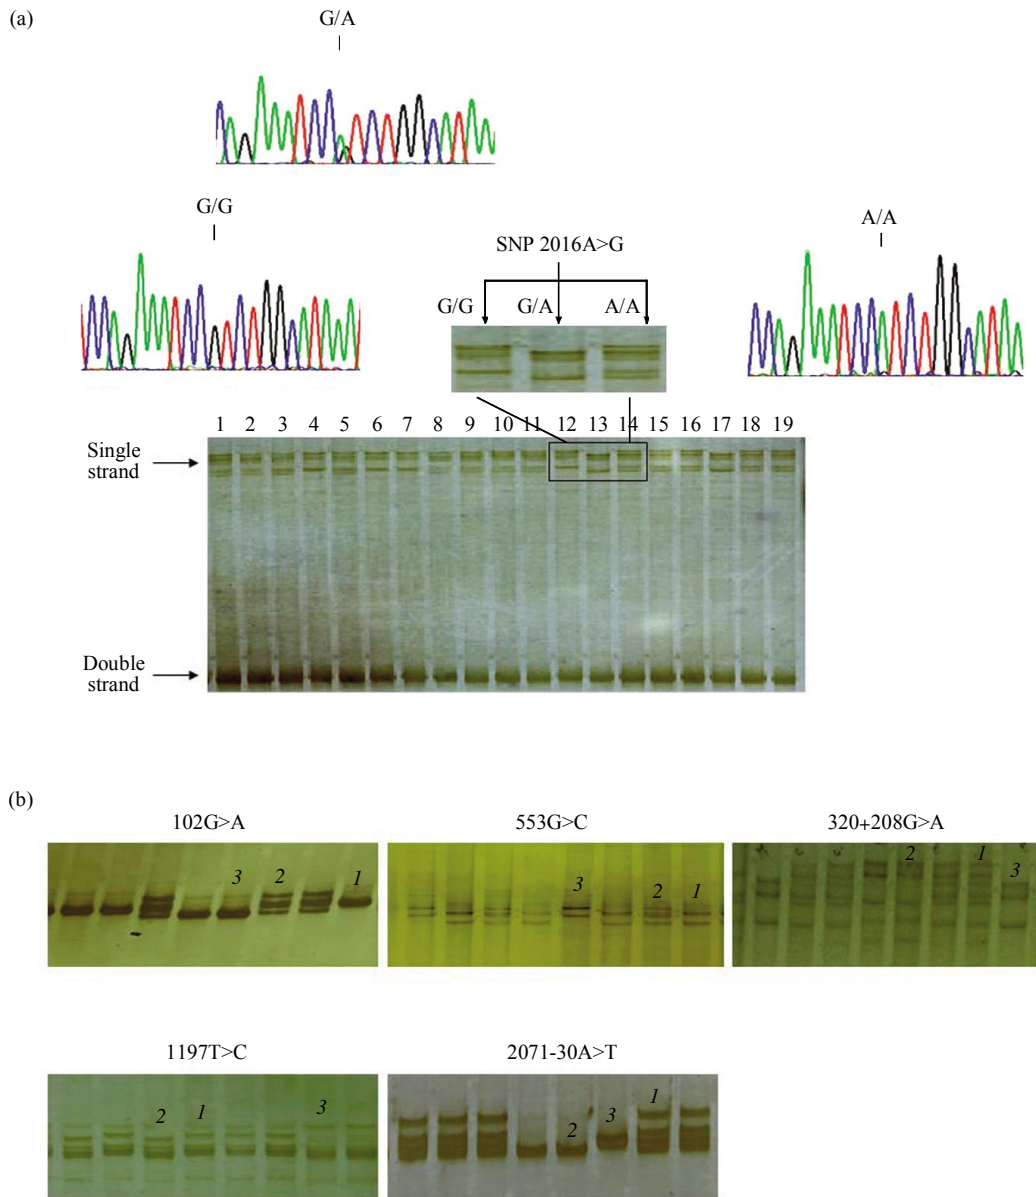 (a)
G/A
G/G
A/A
SNP 2016A>G
G/G G/A A/A
1 2 3 4 5 6 7 8 9 10 11 12 13 14 15 16 17 18 19
Single
strand
Double
strand
(b)
102G>A
553G>C
320+208G>A
3 2 1
3 2 1
2 1 3
1197T>C
2071-30A>T
2 1 3
2 3 1